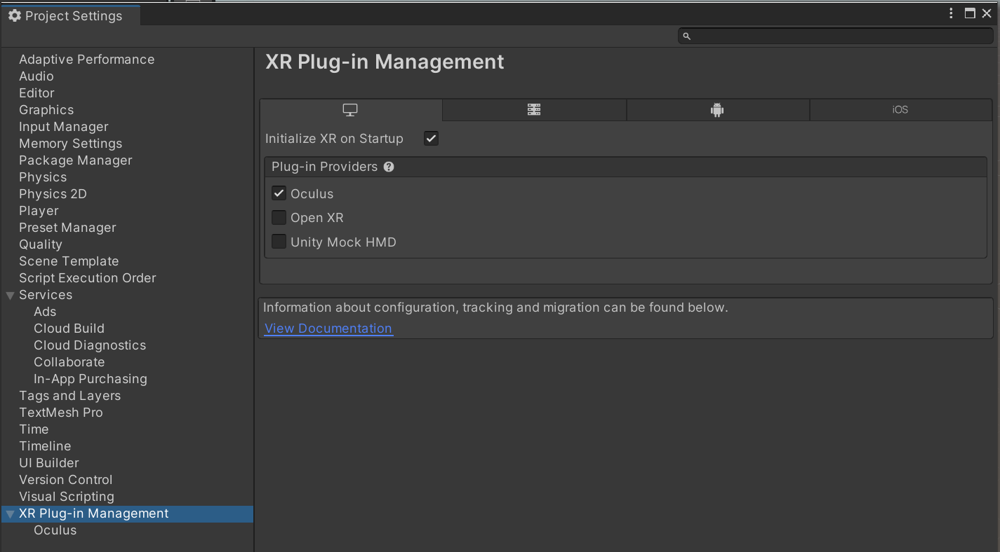 Project Settings
Adaptive Performance
Audio
Editor
Graphics
Input Manager
Memory Settings
Package Manager
Physics
Physics 2D
Player
Preset Manager
Quality
Scene Template
Script Execution Order
Services
Ads
Cloud Build
Cloud Diagnostics
Collaborate
In-App Purchasing
Tags and Layers
TextMesh Pro
Time
Timeline
UI Builder
Version Control
Visual Scripting
XR Plug-in Management
Oculus
XR Plug-in Management
iOS
Initialize XR on Startup
Plug-in Providers ?
Oculus
Open XR
Unity Mock HMD
Information about configuration, tracking and migration can be found below.
View Documentation